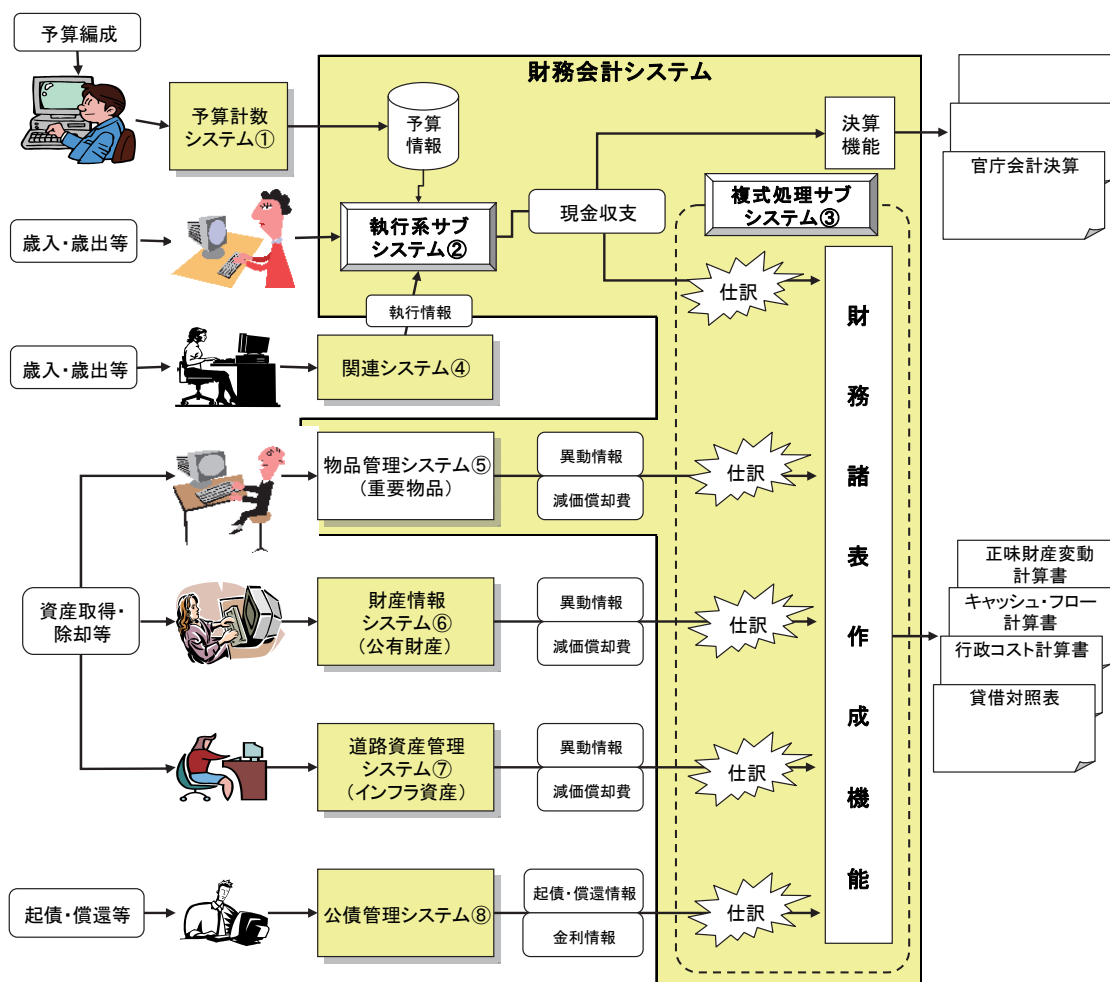 予算編成
財務会計システム
予算計数
システム①
予算
情報
決算
機能
官庁会計決算
歳入・歳出等
執行系サブ
システム②
現金収支
複式処理サブ
システム③
仕訳
執行情報
歳入・歳出等
関連システム④
財
務
諸
表
作
成
機
能
物品管理システム⑤
（重要物品）
異動情報
減価償却費
仕訳
資産取得・
除却等
財産情報
システム⑥
（公有財産）
異動情報
減価償却費
仕訳
正味財産変動
計算書
キャッシュ・フロー
計算書
行政コスト計算書
貸借対照表
道路資産管理
システム⑦
（インフラ資産）
異動情報
減価償却費
仕訳
起債・償還等
公債管理システム⑧
起債・償還情報
金利情報
仕訳